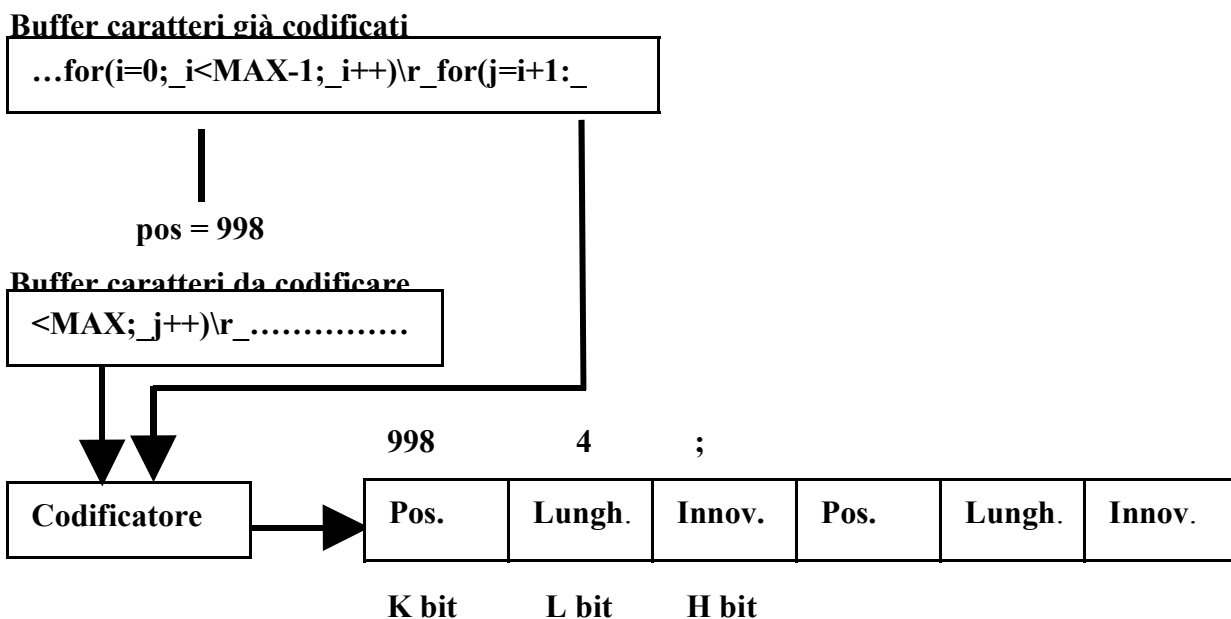 Buffer caratteri già codificati
…for(i=0;_i<MAX-1;_i++)\r_for(j=i+1:_
pos = 998
Buffer caratteri da codificare
<MAX;_j++)\r_……………
998 4 ;
Codificatore
Pos. Lungh. Innov. Pos. Lungh. Innov.
K bit L bit H bit